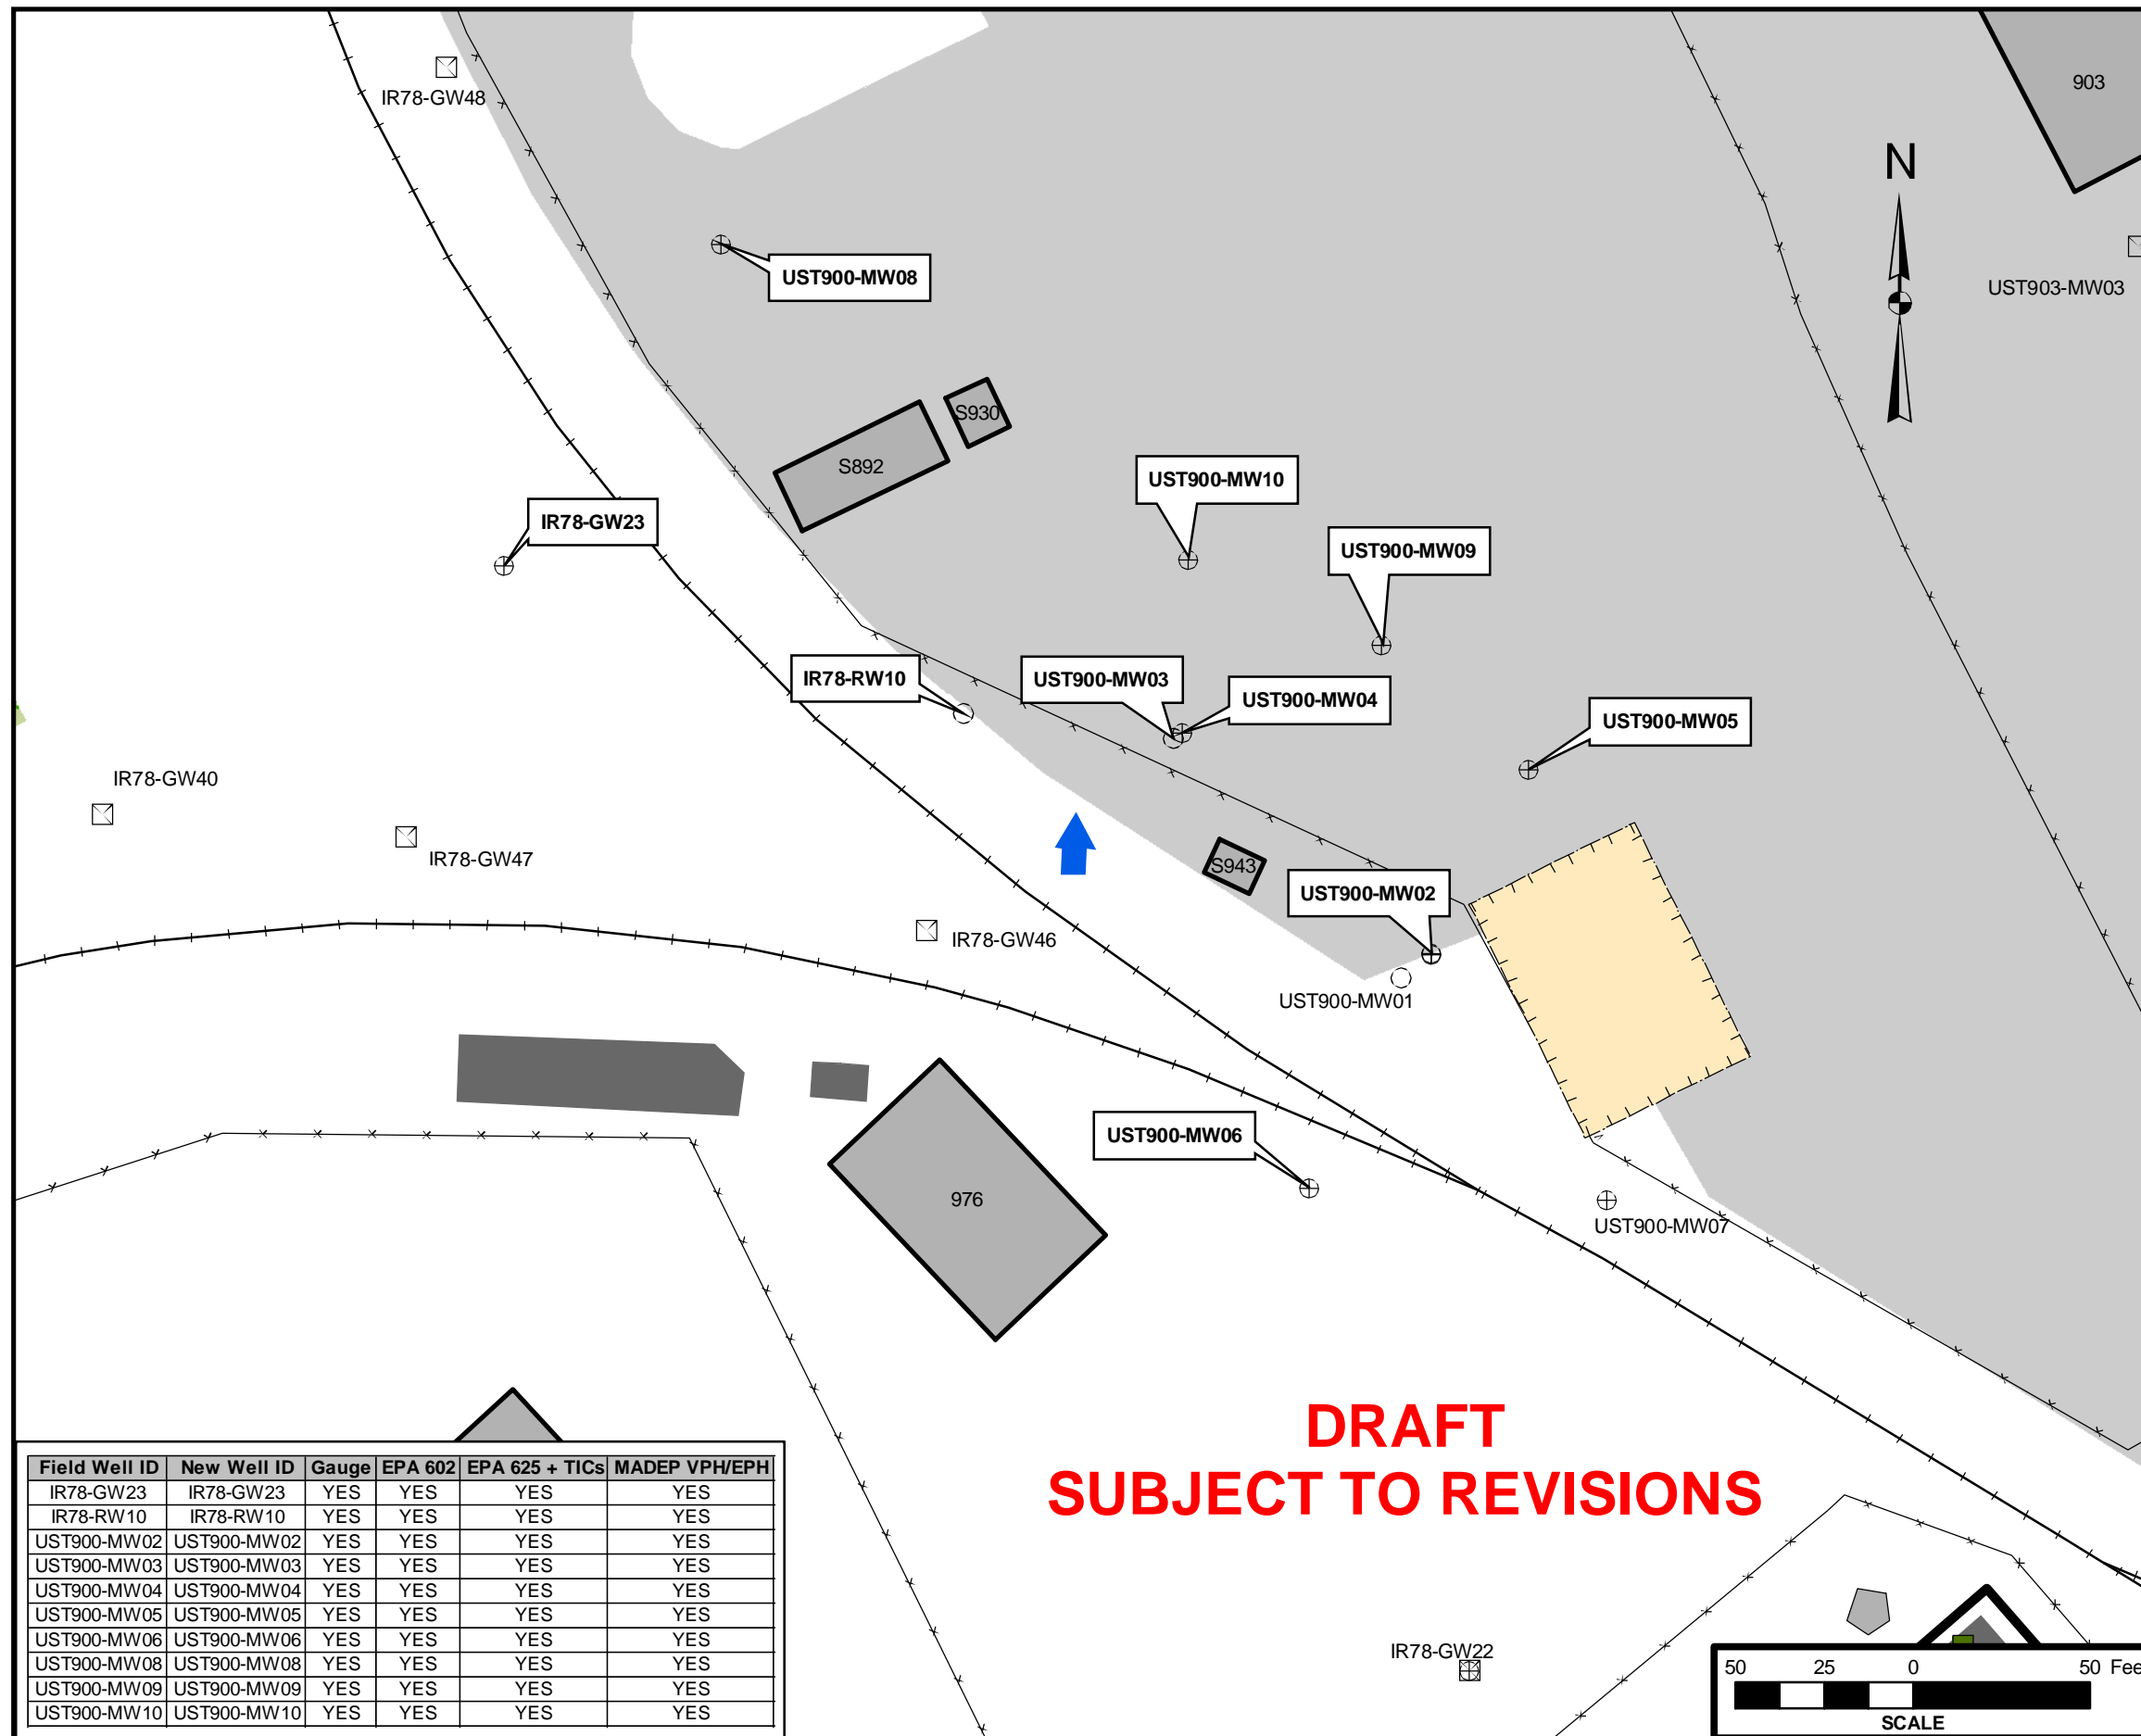 IR78-GW48
903
N
UST900-MW08
UST903-MW03
S930
S892
UST900-MW10
IR78-GW23
UST900-MW09
IR78-RW10
UST900-MW03
UST900-MW04
UST900-MW05
IR78-GW40
IR78-GW47
S943
UST900-MW02
IR78-GW46
UST900-MW01
UST900-MW06
976
UST900-MW07
DRAFT
SUBJECT TO REVISIONS
Field Well ID New Well ID Gauge EPA 602 EPA 625 + TICs MADEP VPH/EPH
IR78-GW23 IR78-GW23 YES YES YES YES
IR78-RW10 IR78-RW10 YES YES YES YES
UST900-MW02 UST900-MW02 YES YES YES YES
UST900-MW03 UST900-MW03 YES YES YES YES
UST900-MW04 UST900-MW04 YES YES YES YES
UST900-MW05 UST900-MW05 YES YES YES YES
UST900-MW06 UST900-MW06 YES YES YES YES
UST900-MW08 UST900-MW08 YES YES YES YES
UST900-MW09 UST900-MW09 YES YES YES YES
UST900-MW10 UST900-MW10 YES YES YES YES
IR78-GW22
50 25 0 50 Fee
SCALE